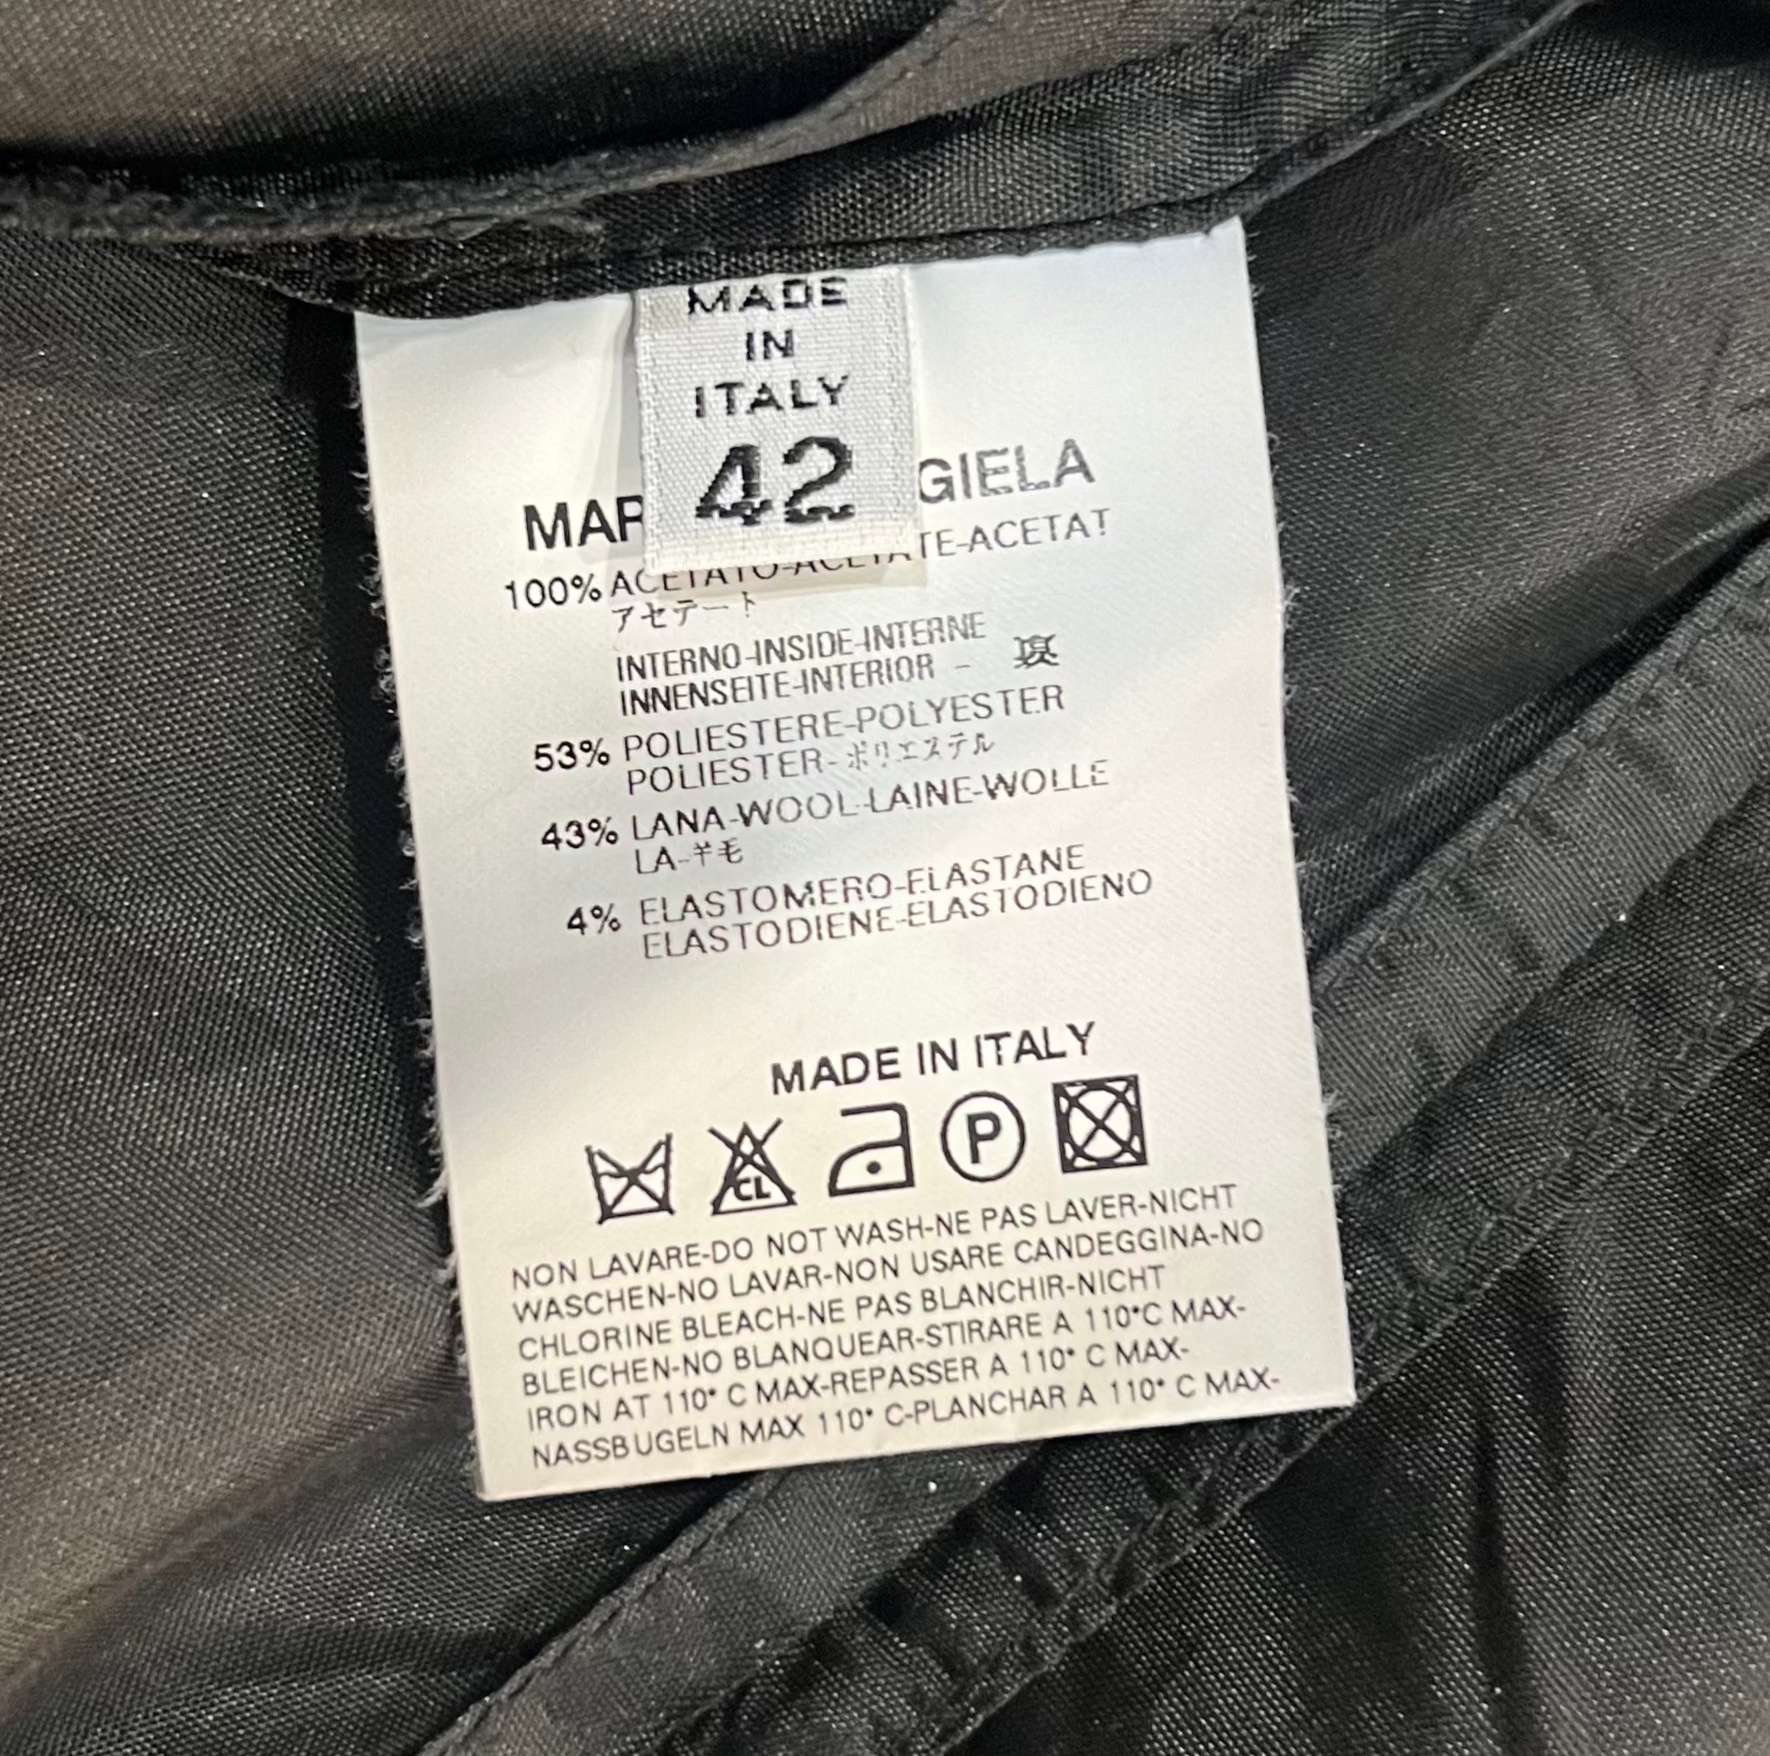 MADE
IN
ITALY
42
MAR GIELA
100% ACETATO-ACETATE-ACETAT
アセテート
INTERNO-INSIDE-INTERNE
INNENSEITE-INTERIOR -
53% POLIESTERE-POLYESTER
POLIESTER-ポリエステル
43% LANA-WOOL-LAINE-WOLLE
LA-羊毛
4% ELASTOMERO-ELASTANE
ELASTODIENE-ELASTODIENO
MADE IN ITALY
CL P
NON LAVARE-DO NOT WASH-NE PAS LAVER-NICHT
WASCHEN-NO LAVAR-NON USARE CANDEGGINA-NO
CHLORINE BLEACH-NE PAS BLANCHIR-NICHT
BLEICHEN-NO BLANQUEAR-STIRARE A 110°C MAX-
IRON AT 110° C MAX-REPASSER A 110° C MAX-
NASSBUGELN MAX 110° C-PLANCHAR A 110° C MAX-